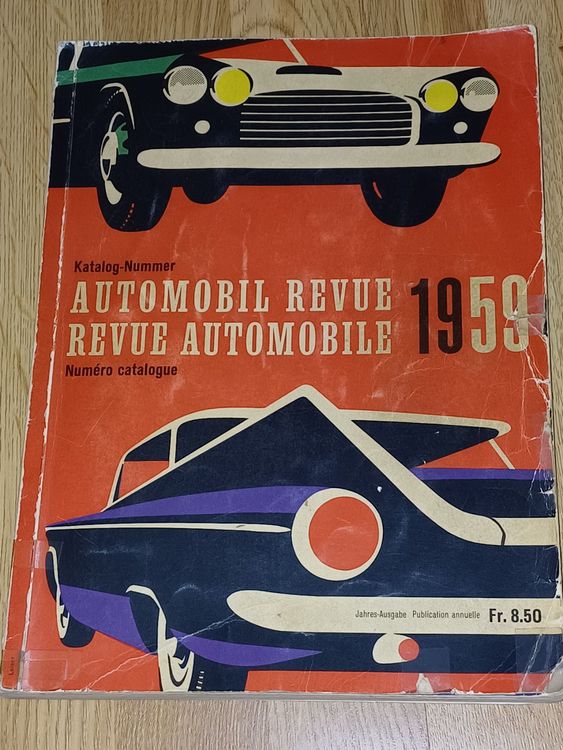 Katalog-Nummer
AUTOMOBIL REVUE
REVUE AUTOMOBILE
1959
Numéro catalogue
Jahres-Ausgabe Publication annuelle Fr. 8.50